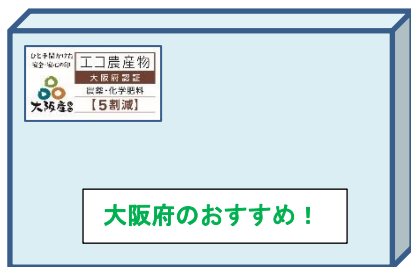 ひと手間かけた
安全・安心の印
エコ農産物
大阪府認証
農薬・化学肥料
【5割減】
大阪産
大阪府のおすすめ！